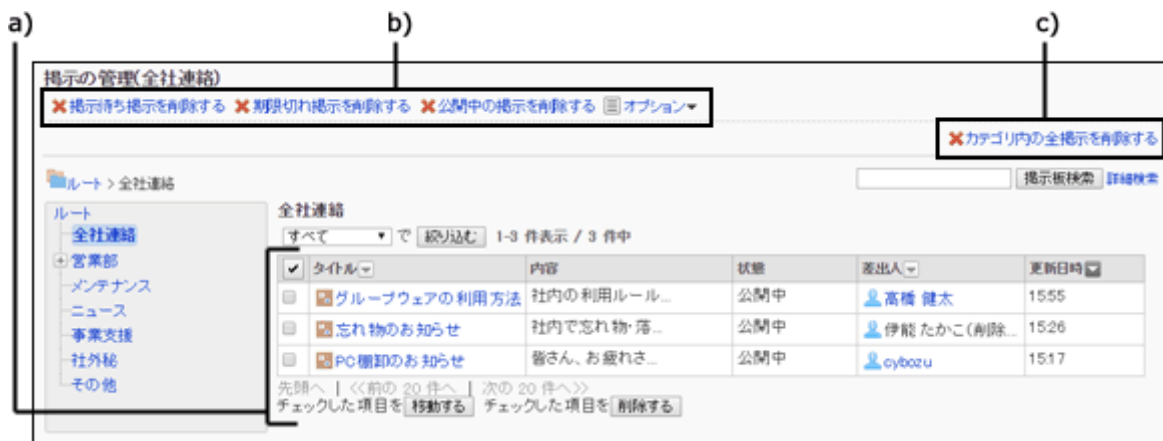 a)
b)
c)
掲示の管理(全社連絡)
掲示待ち掲示を削除する 期限切れ掲示を削除する 公開中の掲示を削除する オプション
カテゴリ内の全掲示を削除する
ルート > 全社連絡
掲示板検索 詳細検索
ルート
全社連絡
営業部
メンテナンス
ニュース
事業支援
社外秘
その他
全社連絡
すべて で 絞り込む 1-3 件表示 / 3 件中
タイトル 内容 状態 差出人 更新日時
グループウェアの利用方法 社内の利用ルール... 公開中 高橋 健太 15:55
忘れ物のお知らせ 社内で忘れ物・落... 公開中 伊能 たかこ(削除... 15:26
PC棚卸のお知らせ 皆さん、お疲れさ... 公開中 cybozu 15:17
先頭へ | <<前の 20 件へ | 次の 20 件へ>>
チェックした項目を 移動する チェックした項目を 削除する